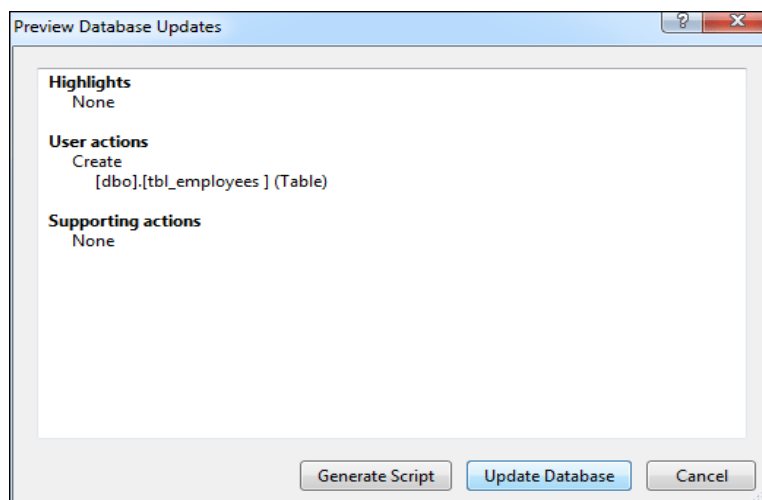 Preview Database Updates
Highlights
None
User actions
Create
[dbo].[tbl_employees ] (Table)
Supporting actions
None
Generate Script Update Database Cancel